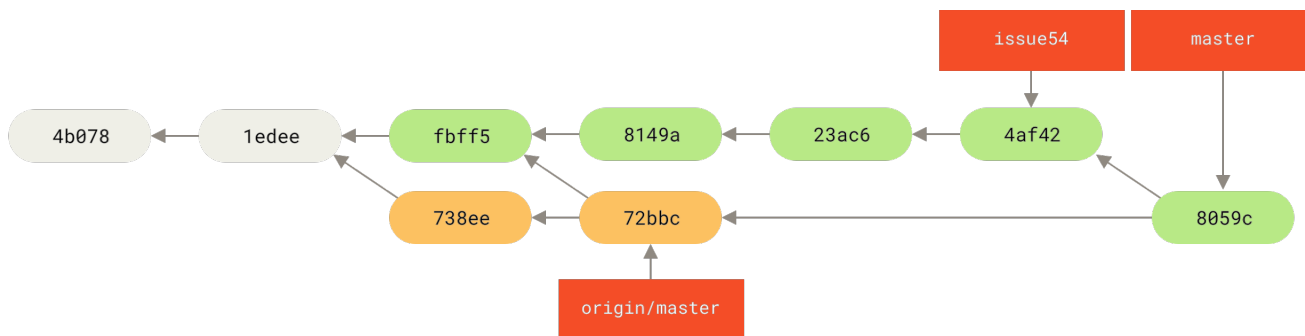 issue54
master
4b078
1edee
fbff5
8149a
23ac6
4af42
738ee
72bbc
8059c
origin/master